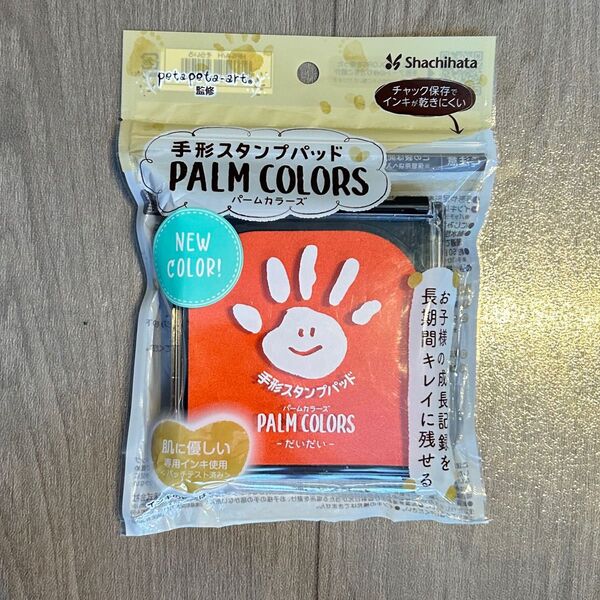 petapeta-art®
監修
Shachihata
チャック保存で
インキが乾きにくい
手形スタンプパッド
PALM COLORS
パームカラーズ
NEW
COLOR!
お子様の成長記録を
長期間キレイに残せる
手形スタンプパッド
パームカラーズ
PALM COLORS
-だいだい-
肌に優しい
専用インキ使用